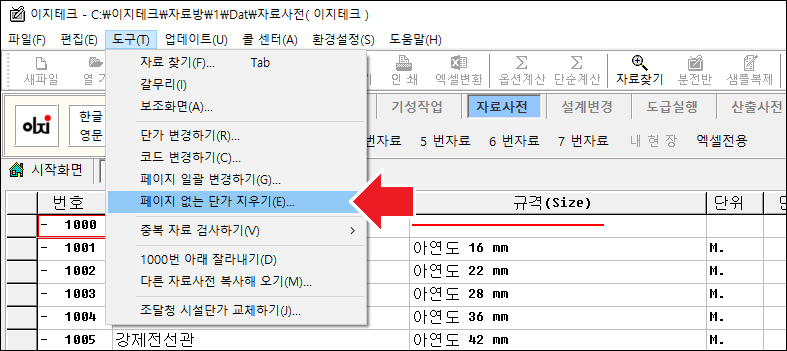 이지테크 - C:\이지테크\자료방\1\Dat\자료사전( 이지테크 )
파일(F) 편집(E) 도구(T) 업데이트(U) 콜 센터(A) 환경설정(S) 도움말(H)
새파일 열 기 인 쇄 엑셀변환 옵션계산 단순계산 자료찾기 분전반 샘플복제
자료 찾기(F)... Tab
갈무리(I)
보조화면(A)...
단가 변경하기(R)...
코드 변경하기(C)...
페이지 일괄 변경하기(G)...
페이지 없는 단가 지우기(E)...
중복 자료 검사하기(V)
1000번 아래 잘라내기(D)
다른 자료사전 복사해 오기(M)...
조달청 시설단가 교체하기(J)...
한글
영문
기성작업 자료사전 설계변경 도급실행 산출사전
번자료 5 번자료 6 번자료 7 번자료 내 현 장 엑셀전용
시작화면
번호 규격(Size) 단위
- 1000
- 1001 아연도 16 mm M.
- 1002 아연도 22 mm M.
- 1003 아연도 28 mm M.
- 1004 아연도 36 mm M.
- 1005 강제전선관 아연도 42 mm M.